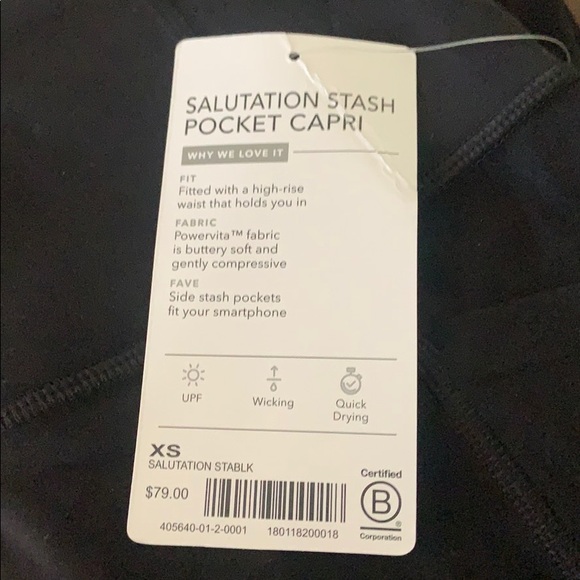 SALUTATION STASH
POCKET CAPRI
WHY WE LOVE IT
FIT
Fitted with a high-rise
waist that holds you in
FABRIC
Powervita™ fabric
is buttery soft and
gently compressive
FAVE
Side stash pockets
fit your smartphone
UPF
Wicking
Quick
Drying
XS
SALUTATION STABLK
$79.00
405640-01-2-0001 180118200018
Certified
B
®
Corporation